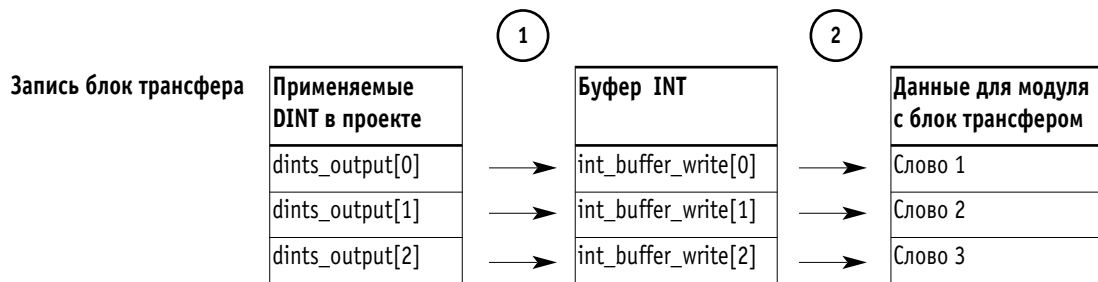 1
2
Запись блок трансфера
Применяемые
DINT в проекте
Буфер INT
Данные для модуля
с блок трансфером
dints_output[0]
int_buffer_write[0]
Слово 1
dints_output[1]
int_buffer_write[1]
Слово 2
dints_output[2]
int_buffer_write[2]
Слово 3